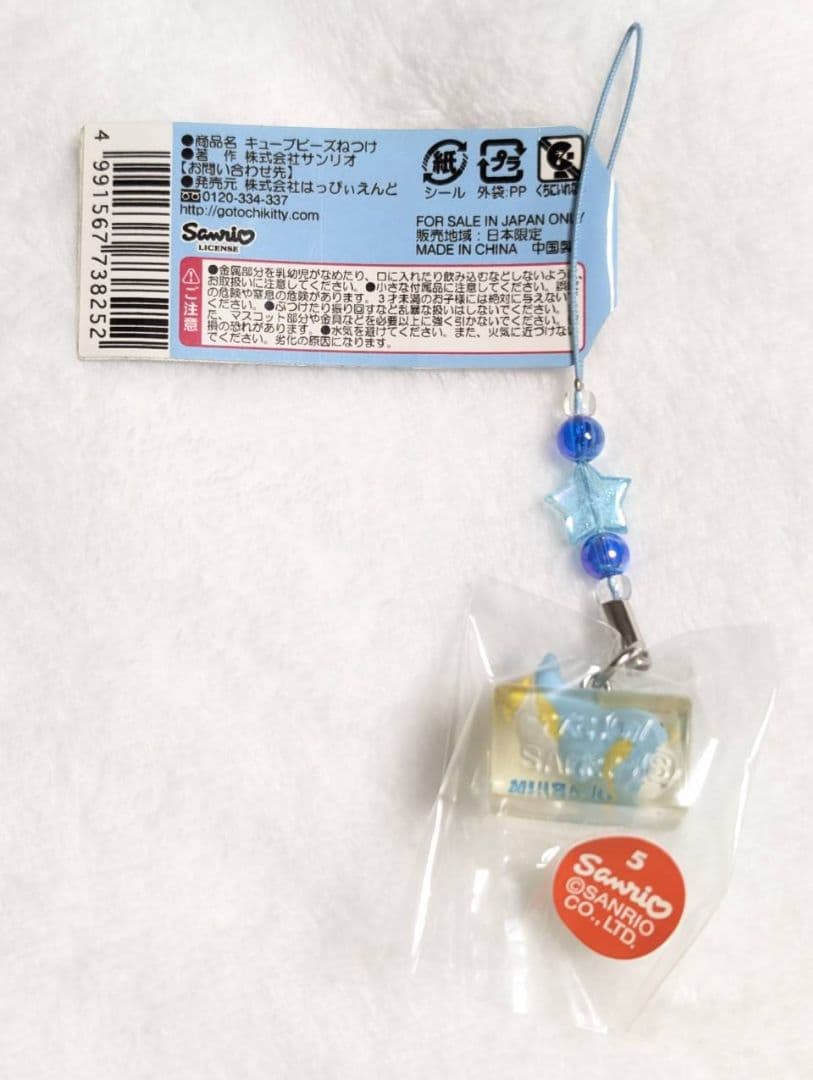 4 991567 738252
●商品名 キューブビーズねつけ
●著 作 株式会社サンリオ
【お問い合わせ先】
●発売元 株式会社はっぴぃえんど
0120-334-337
http://gotochikitty.com
Sanrio
LICENSE
紙
シール
プラ
外袋:PP
FOR SALE IN JAPAN ONLY
販売地域:日本限定
MADE IN CHINA 中国製
ご注意
●金属部分を乳幼児がなめたり、口に入れたり飲み込むなどしないように
お取扱いに注意してください。●小さな付属品に注意してください。誤飲
の危険や窒息の危険があります。3才未満のお子様には絶対に与えない
ください。●ぶつけたり振り回すなど乱暴な扱いはしないでください。
た、マスコット部分や金具などを必要以上に強く引かないでください。
損の恐れがあります。●水気を避けてください。また、火気に近づけない
でください。劣化の原因になります。
5
Sanrio
©SANRIO
CO., LTD.